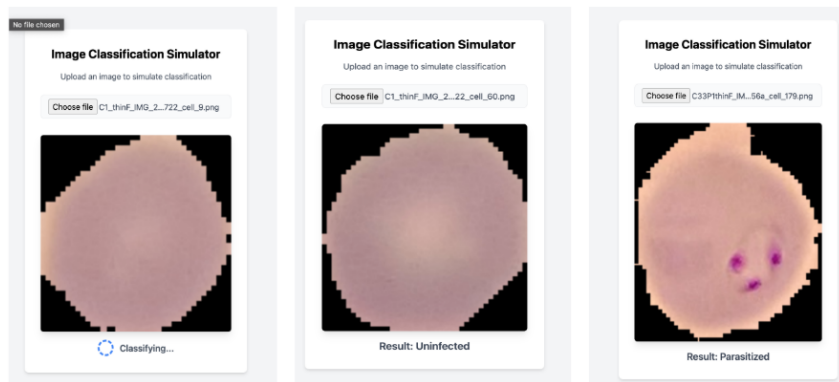 No file chosen
Image Classification Simulator
Upload an image to simulate classification
Choose file C1_thinF_IMG_2...722_cell_9.png
Classifying...
Image Classification Simulator
Upload an image to simulate classification
Choose file C1_thinF_IMG_2...22_cell_60.png
Result: Uninfected
Image Classification Simulator
Upload an image to simulate classification
Choose file C33P1thinF_IM...56a_cell_179.png
Result: Parasitized